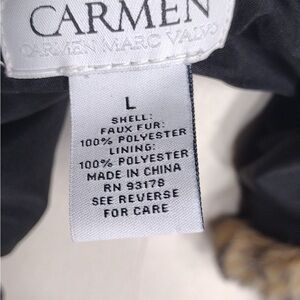 CARMEN
CARMEN MARC VALVO
L
SHELL:
FAUX FUR:
100% POLYESTER
LINING:
100% POLYESTER
MADE IN CHINA
RN 93178
SEE REVERSE
FOR CARE